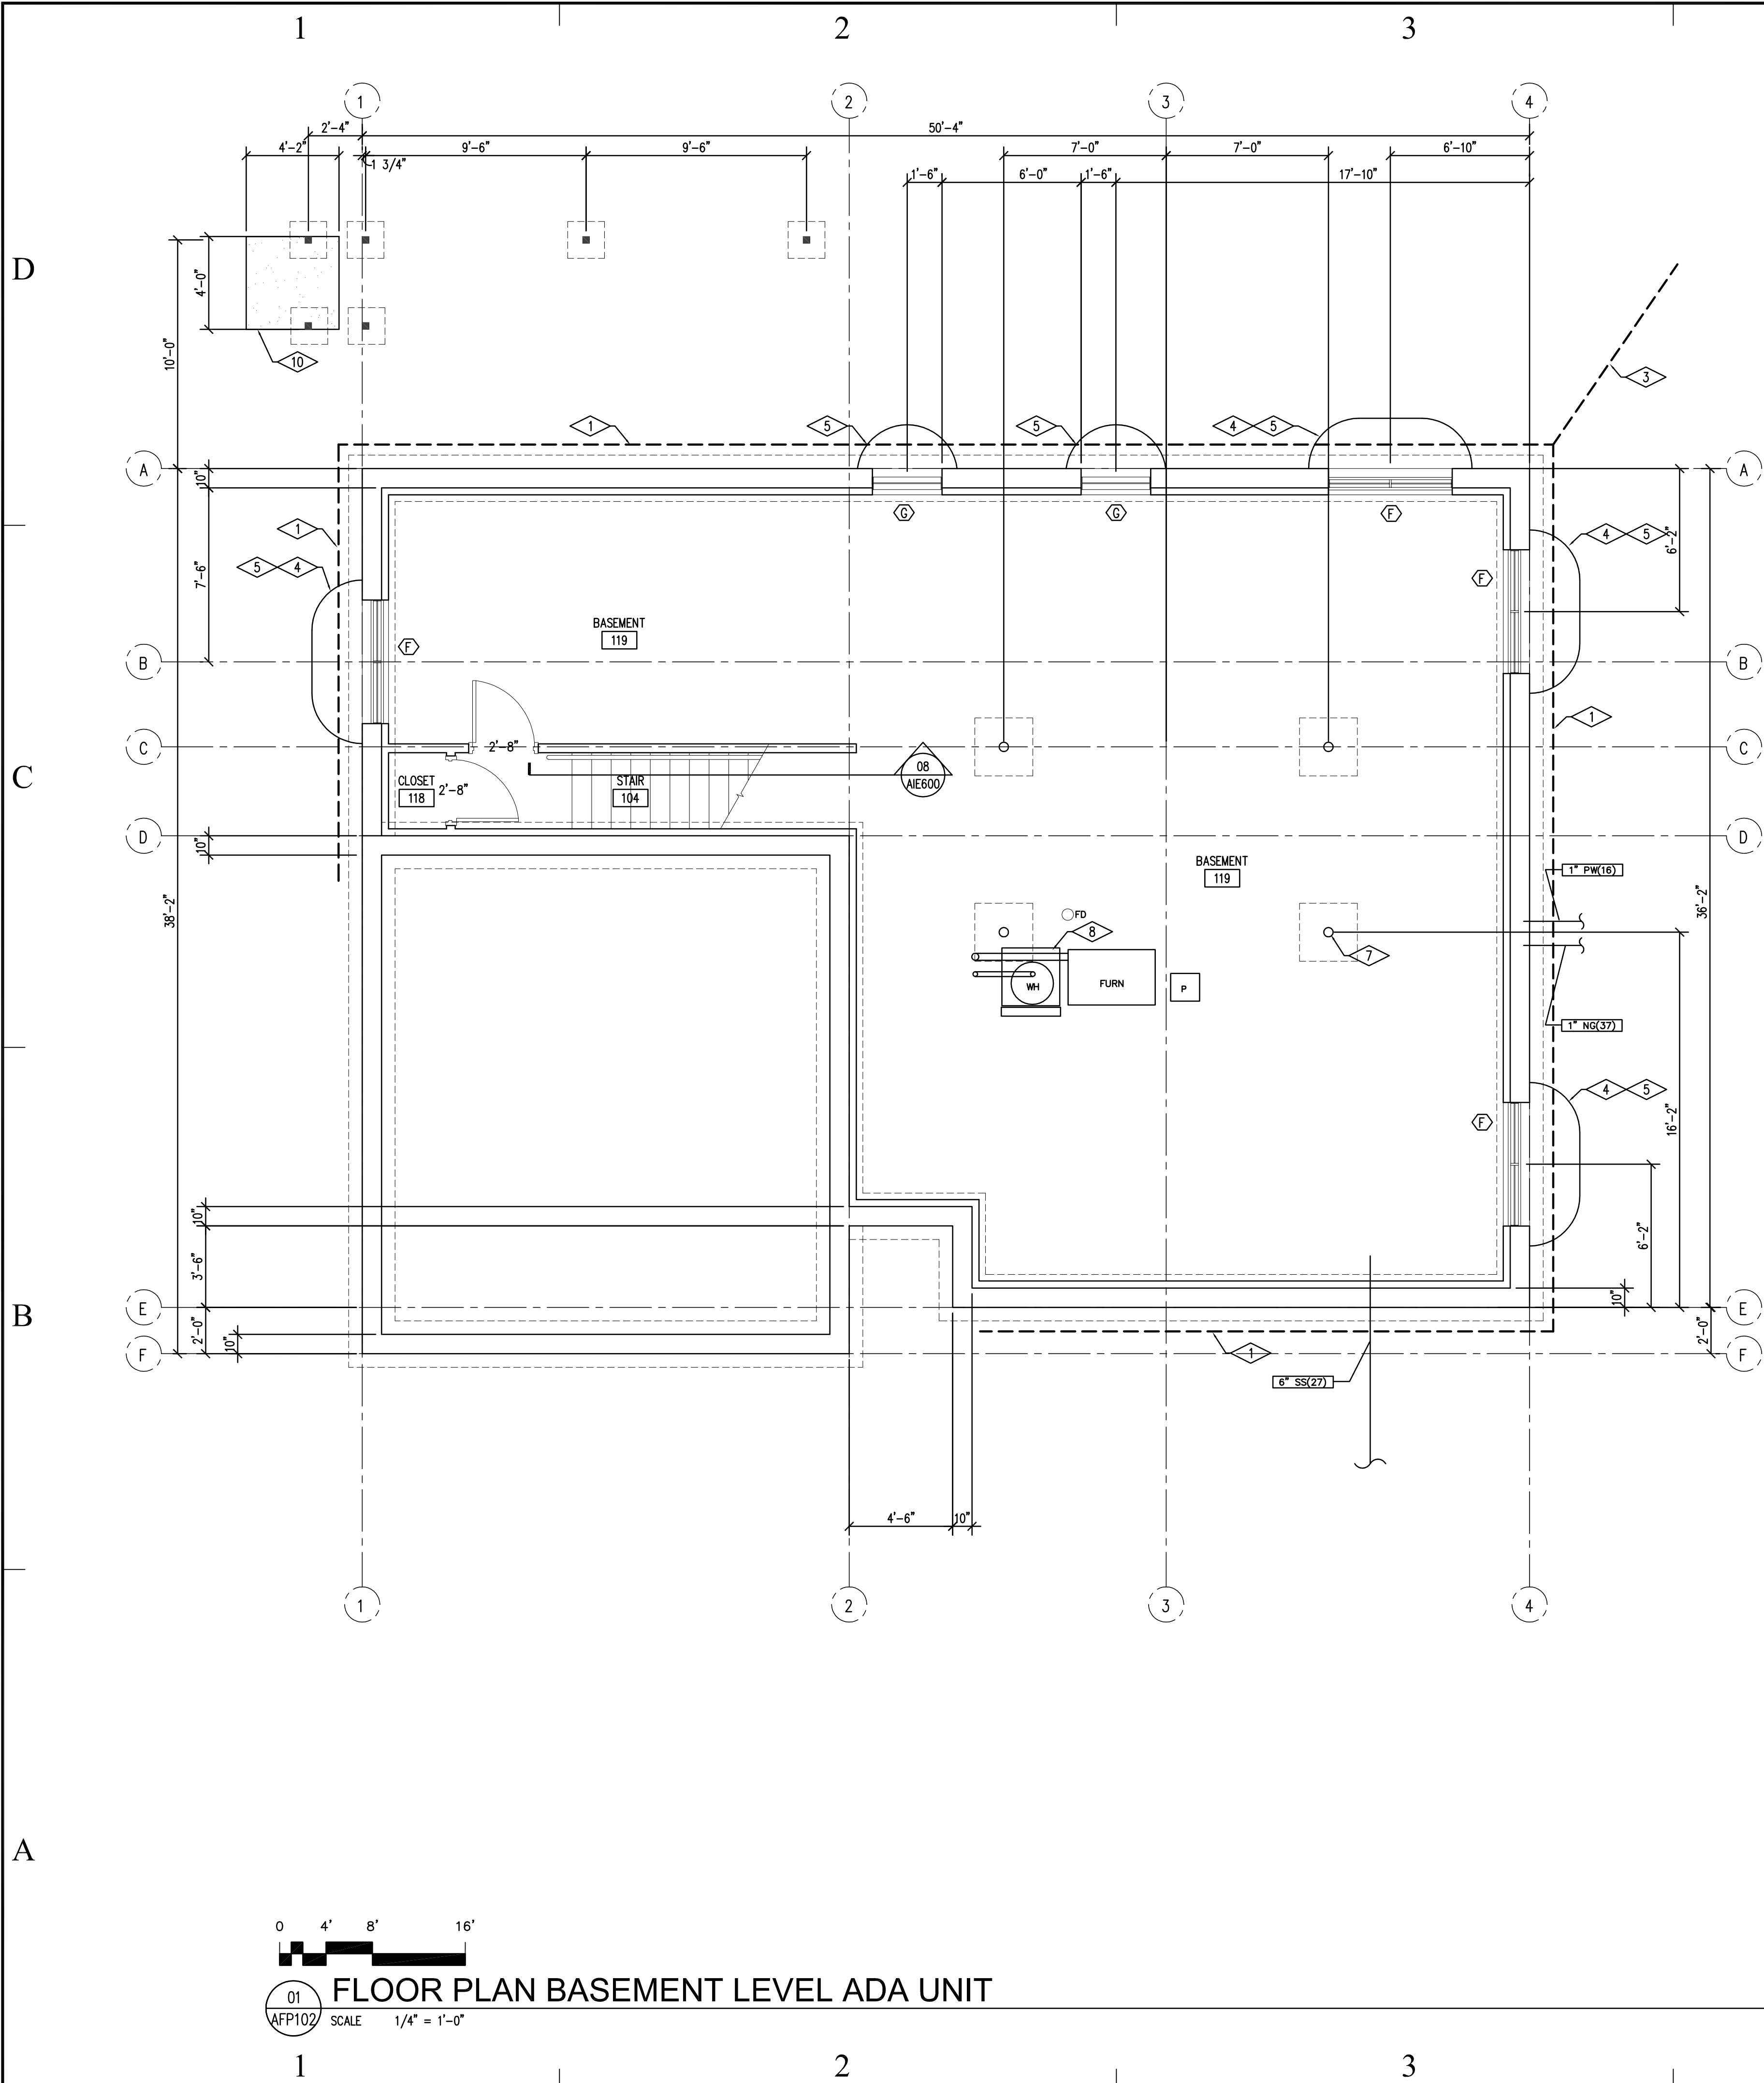 1 2 3
1 2 3 4
2'-4" 50'-4"
4'-2" 9'-6" 9'-6" 7'-0" 7'-0" 6'-10"
1 3/4"
1'-6" 6'-0" 1'-6" 17'-10"
D
4'-0"
10'-0"
10
3
1 5 5 4 5
A A
10"
G G F
1 4 5
6'-2"
5 4
7'-6"
F
BASEMENT
119
F
B B
1
C
2'-8"
C C
08
AIE600
CLOSET
118
2'-8"
STAIR
104
D D
10"
BASEMENT
119
1" PW(16)
38'-2"
36'-2"
FD
8
7
WH
FURN
P
1" NG(37)
4 5
F
16'-2"
10"
6'-2"
3'-6"
10"
B
E E
2'-0"
10"
2'-0"
F F
1
6" SS(27)
4'-6" 10"
1 2 3 4
A
0 4' 8' 16'
01
AFP102
FLOOR PLAN BASEMENT LEVEL ADA UNIT
SCALE 1/4" = 1'-0"
1 2 3